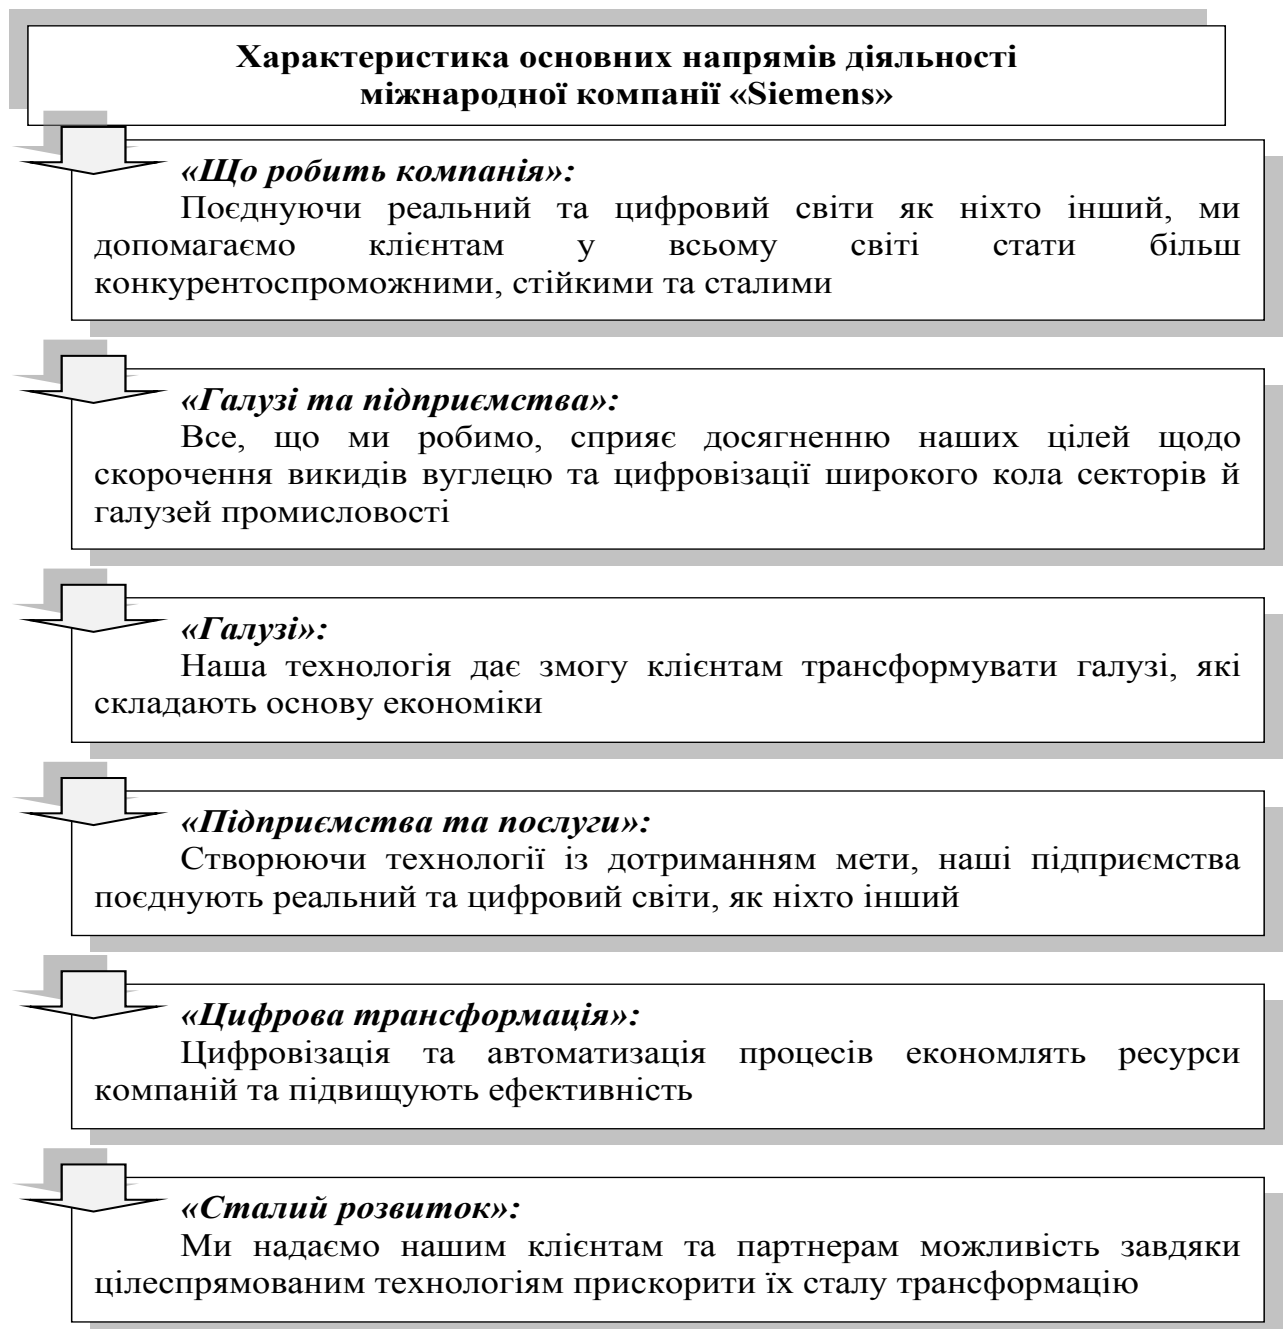 Характеристика основних напрямів діяльності
міжнародної компанії «Siemens»
«Що робить компанія»:
Поєднуючи реальний та цифровий світи як ніхто інший, ми
допомагаємо клієнтам у всьому світі стати більш
конкурентоспроможними, стійкими та сталими
«Галузі та підприємства»:
Все, що ми робимо, сприяє досягненню наших цілей щодо
скорочення викидів вуглецю та цифровізації широкого кола секторів й
галузей промисловості
«Галузі»:
Наша технологія дає змогу клієнтам трансформувати галузі, які
складають основу економіки
«Підприємства та послуги»:
Створюючи технології із дотриманням мети, наші підприємства
поєднують реальний та цифровий світи, як ніхто інший
«Цифрова трансформація»:
Цифровізація та автоматизація процесів економлять ресурси
компаній та підвищують ефективність
«Сталий розвиток»:
Ми надаємо нашим клієнтам та партнерам можливість завдяки
цілеспрямованим технологіям прискорити їх сталу трансформацію